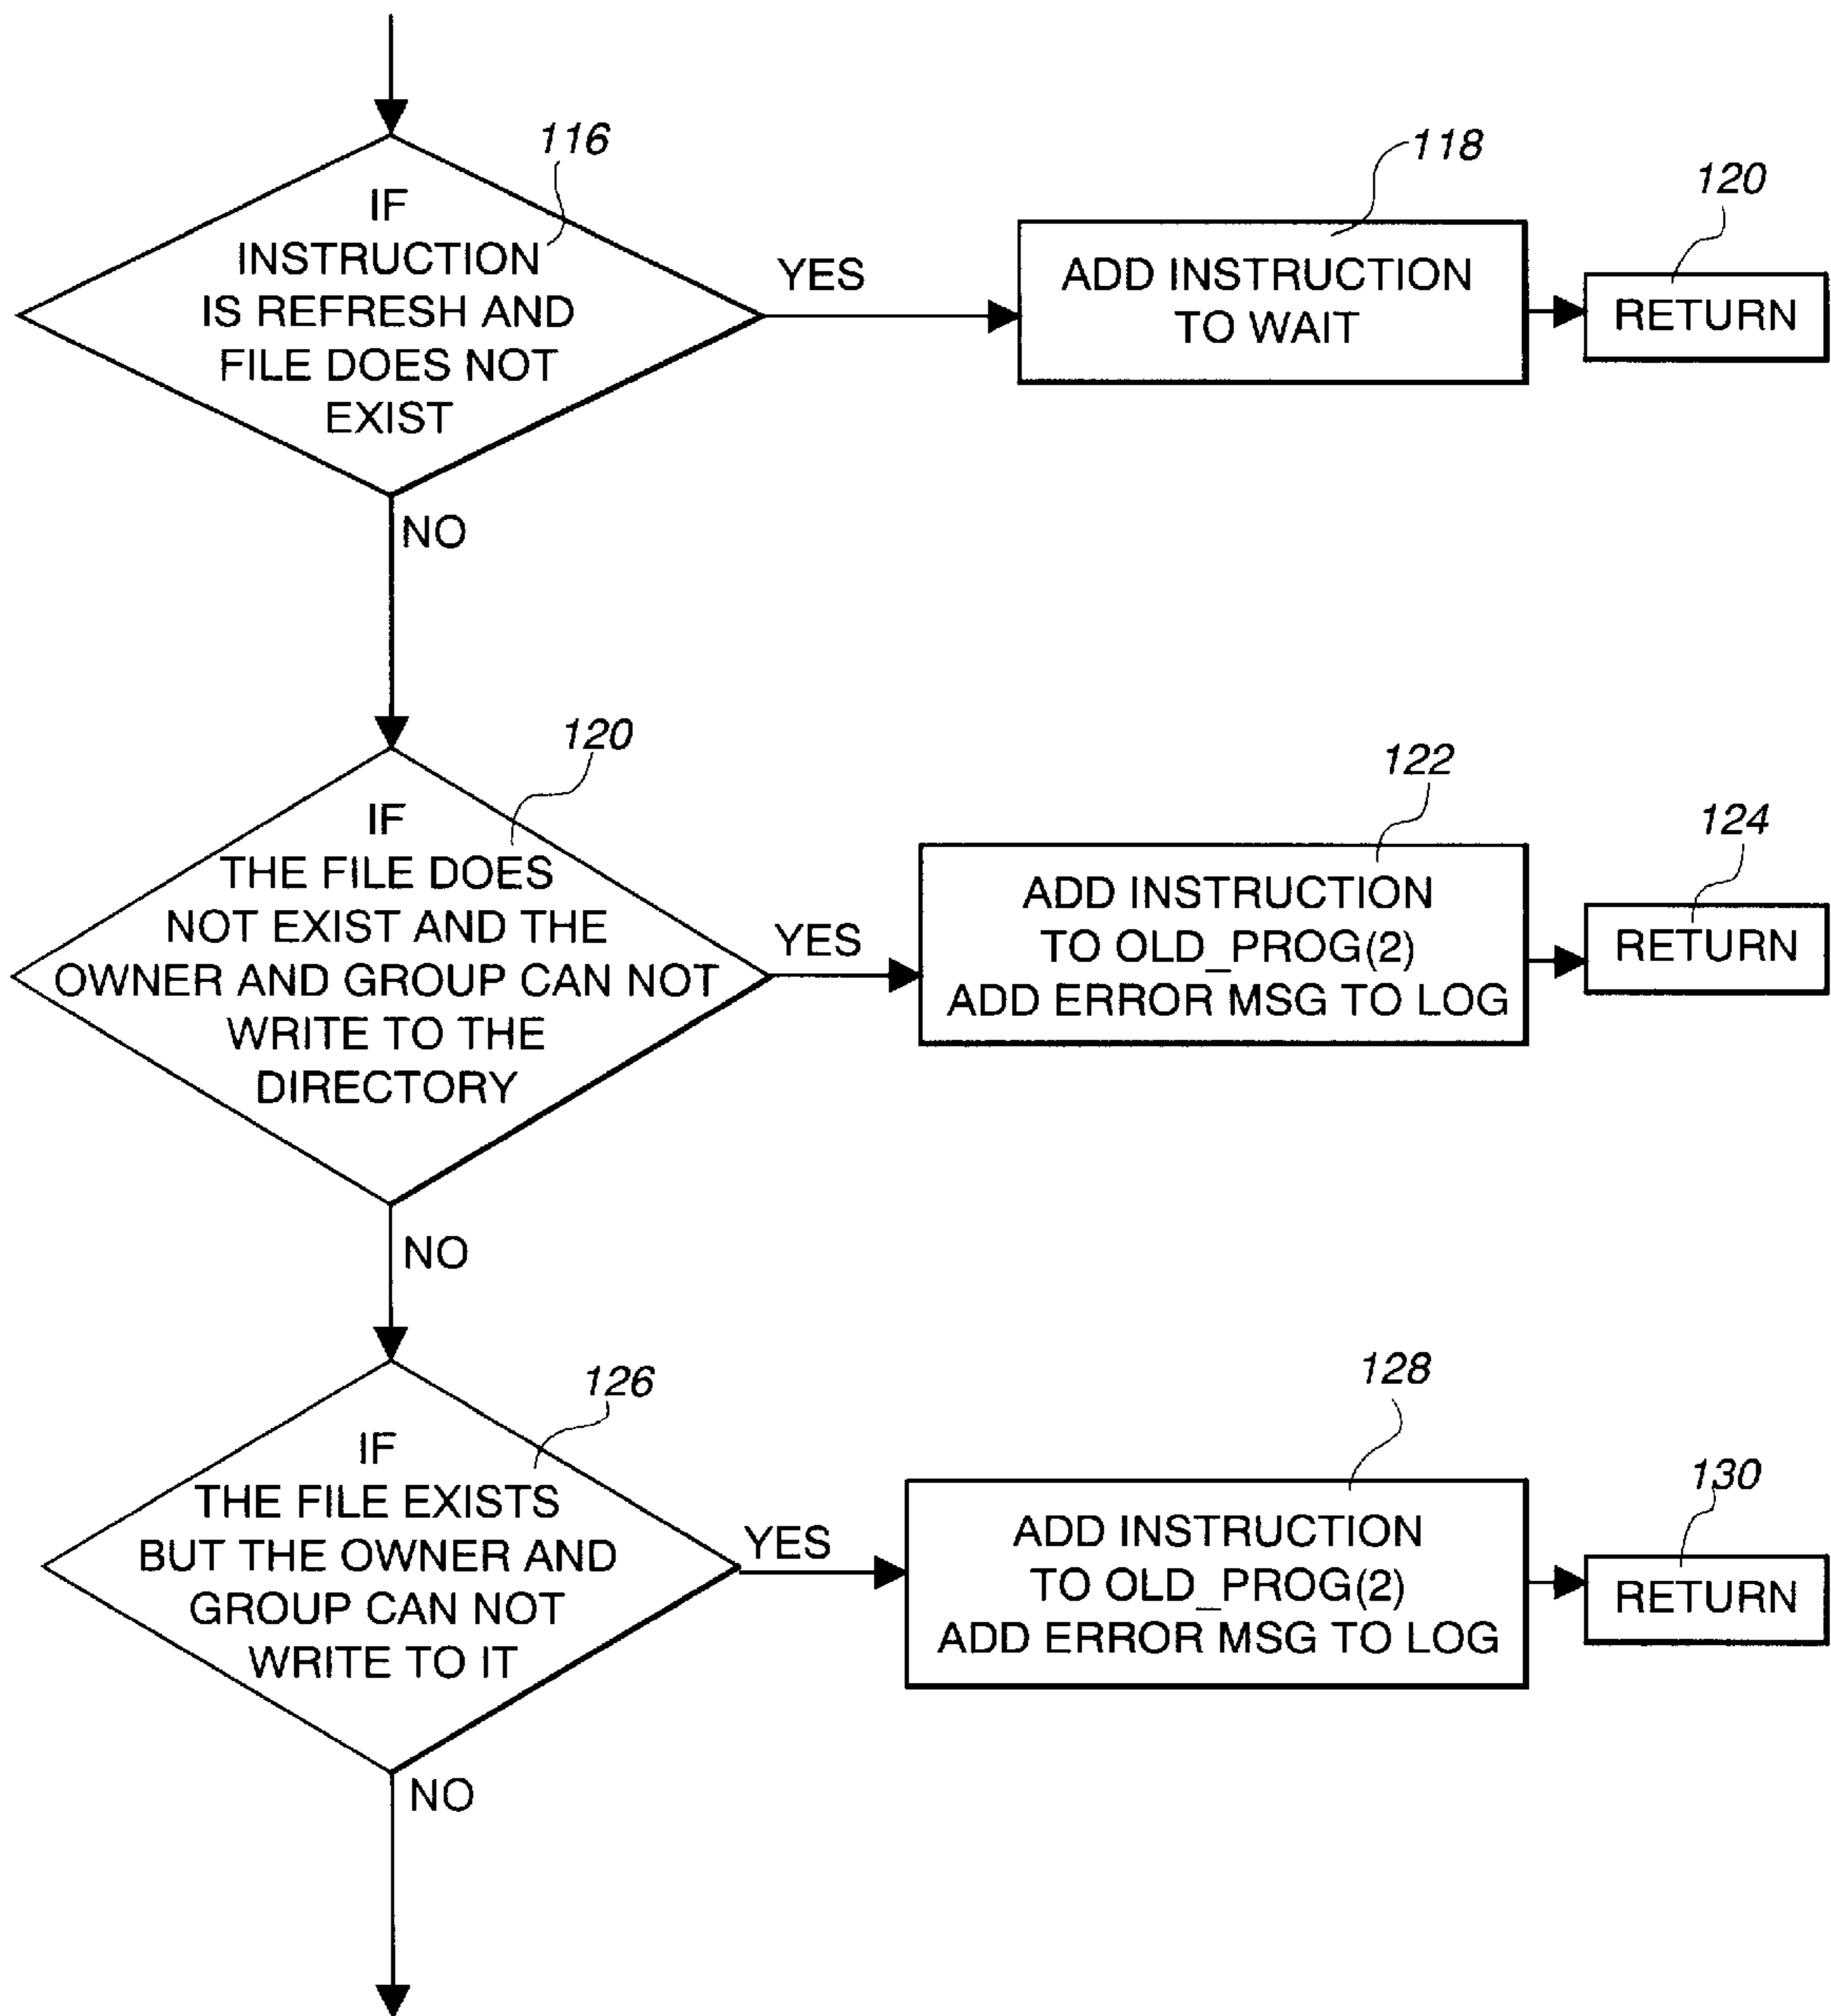 116
IF
INSTRUCTION
IS REFRESH AND
FILE DOES NOT
EXIST
YES
118
ADD INSTRUCTION
TO WAIT
120
RETURN
NO
120
IF
THE FILE DOES
NOT EXIST AND THE
OWNER AND GROUP CAN NOT
WRITE TO THE
DIRECTORY
YES
122
ADD INSTRUCTION
TO OLD_PROG(2)
ADD ERROR MSG TO LOG
124
RETURN
NO
126
IF
THE FILE EXISTS
BUT THE OWNER AND
GROUP CAN NOT
WRITE TO IT
YES
128
ADD INSTRUCTION
TO OLD_PROG(2)
ADD ERROR MSG TO LOG
130
RETURN
NO